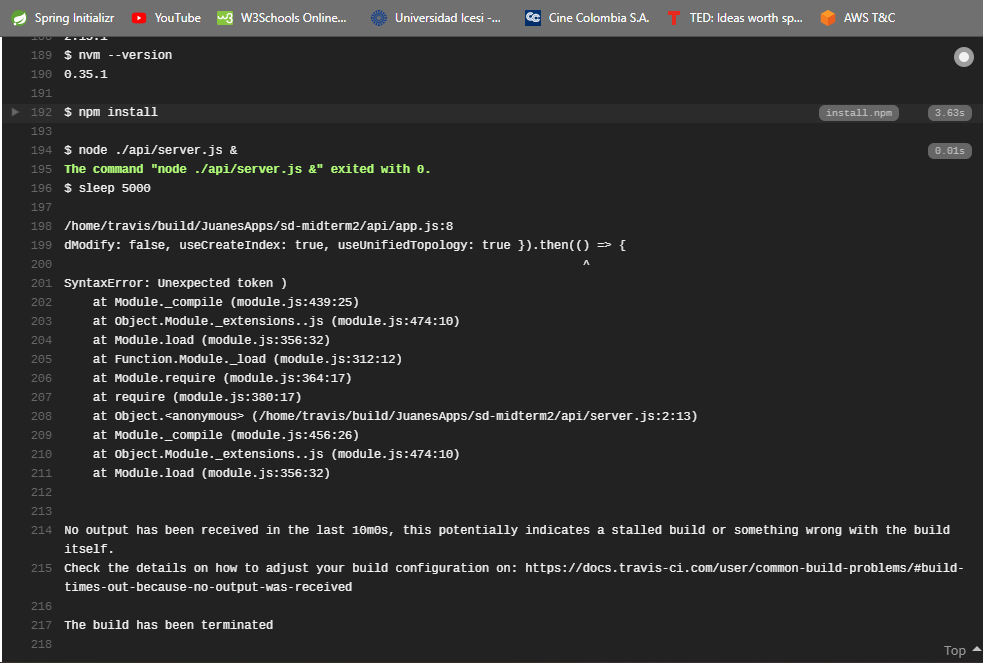 Spring Initializr YouTube W3Schools Online... Universidad Icesi -... Cine Colombia S.A. TED: Ideas worth sp... AWS T&C
189 $ nvm --version
190 0.35.1
191
192 $ npm install install.npm 3.63s
193
194 $ node ./api/server.js & 0.01s
195 The command "node ./api/server.js &" exited with 0.
196 $ sleep 5000
197
198 /home/travis/build/JuanesApps/sd-midterm2/api/app.js:8
199 dModify: false, useCreateIndex: true, useUnifiedTopology: true }).then(() => {
200 ^
201 SyntaxError: Unexpected token )
202 at Module._compile (module.js:439:25)
203 at Object.Module._extensions..js (module.js:474:10)
204 at Module.load (module.js:356:32)
205 at Function.Module._load (module.js:312:12)
206 at Module.require (module.js:364:17)
207 at require (module.js:380:17)
208 at Object.<anonymous> (/home/travis/build/JuanesApps/sd-midterm2/api/server.js:2:13)
209 at Module._compile (module.js:456:26)
210 at Object.Module._extensions..js (module.js:474:10)
211 at Module.load (module.js:356:32)
212
213
214 No output has been received in the last 10m0s, this potentially indicates a stalled build or something wrong with the build
itself.
215 Check the details on how to adjust your build configuration on: https://docs.travis-ci.com/user/common-build-problems/#build-
times-out-because-no-output-was-received
216
217 The build has been terminated
218
Top